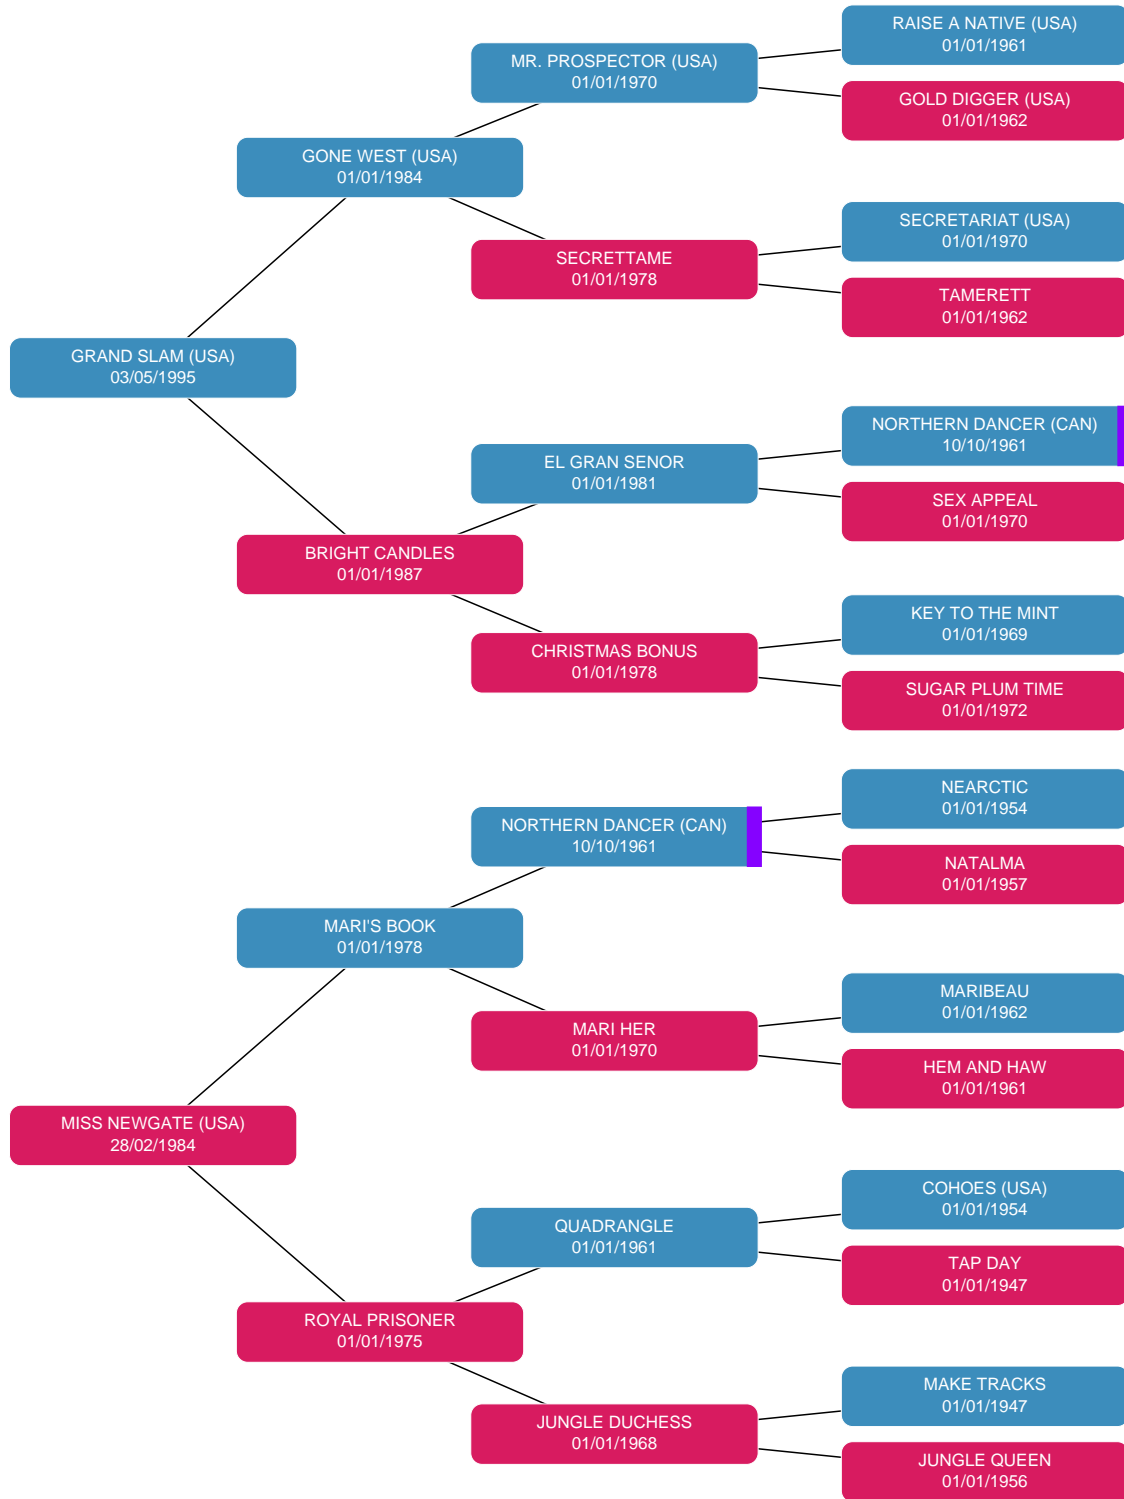 RAISE A NATIVE (USA)
01/01/1961
MR. PROSPECTOR (USA)
01/01/1970
GOLD DIGGER (USA)
01/01/1962
GONE WEST (USA)
01/01/1984
SECRETARIAT (USA)
01/01/1970
SECRETTAME
01/01/1978
TAMERETT
01/01/1962
GRAND SLAM (USA)
03/05/1995
NORTHERN DANCER (CAN)
10/10/1961
EL GRAN SENOR
01/01/1981
SEX APPEAL
01/01/1970
BRIGHT CANDLES
01/01/1987
KEY TO THE MINT
01/01/1969
CHRISTMAS BONUS
01/01/1978
SUGAR PLUM TIME
01/01/1972
NEARCTIC
01/01/1954
NORTHERN DANCER (CAN)
10/10/1961
NATALMA
01/01/1957
MARI'S BOOK
01/01/1978
MARIBEAU
01/01/1962
MARI HER
01/01/1970
HEM AND HAW
01/01/1961
MISS NEWGATE (USA)
28/02/1984
COHOES (USA)
01/01/1954
QUADRANGLE
01/01/1961
TAP DAY
01/01/1947
ROYAL PRISONER
01/01/1975
MAKE TRACKS
01/01/1947
JUNGLE DUCHESS
01/01/1968
JUNGLE QUEEN
01/01/1956